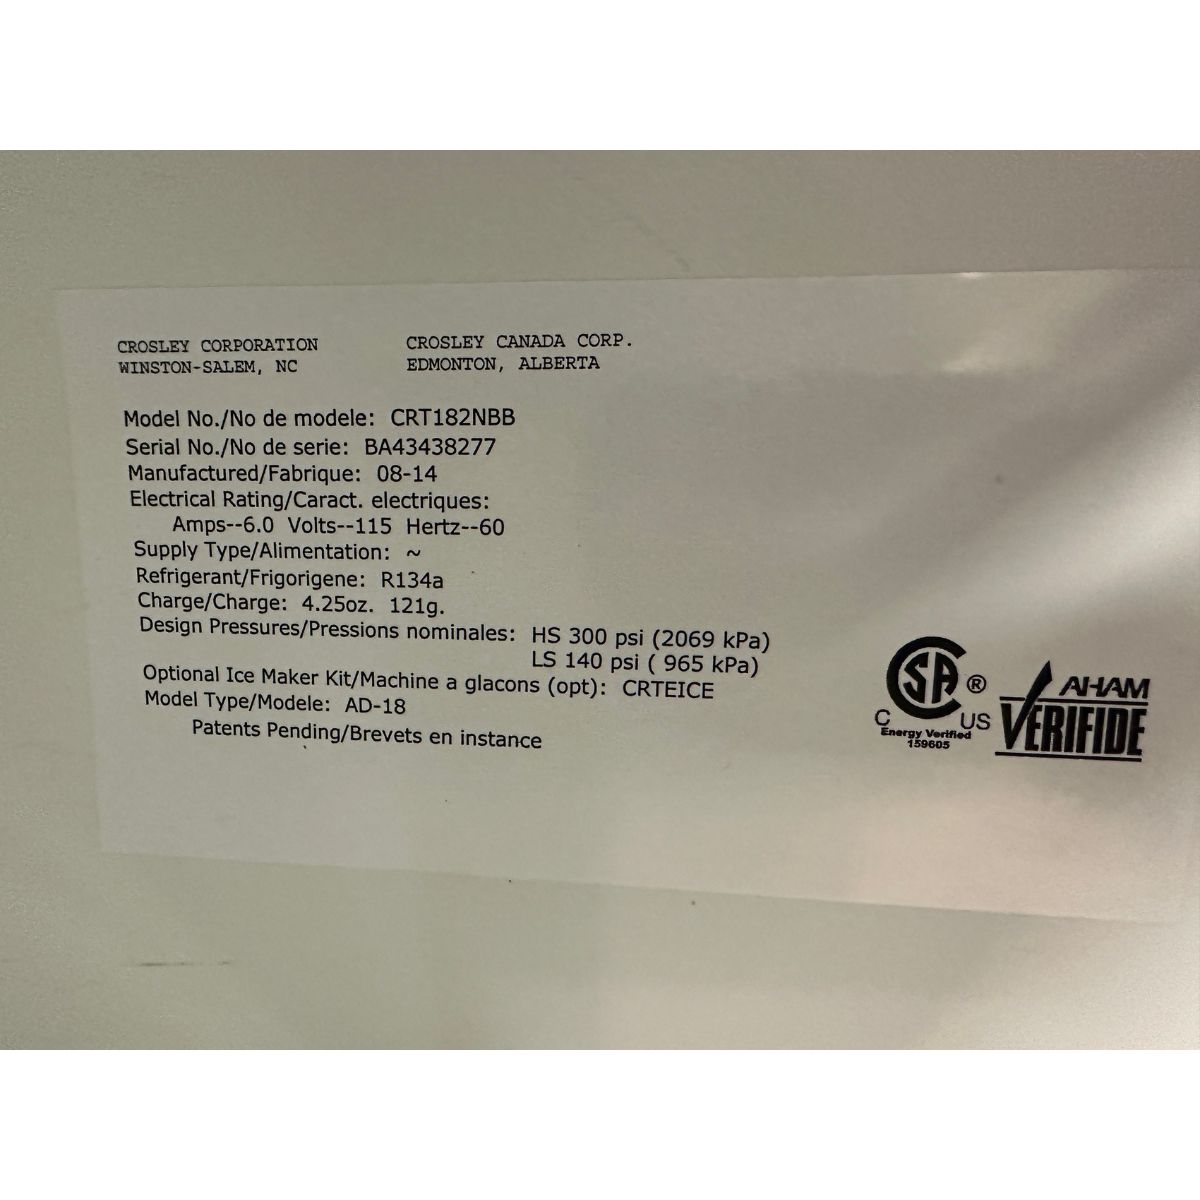 CROSLEY CORPORATION
WINSTON-SALEM, NC
CROSLEY CANADA CORP.
EDMONTON, ALBERTA
Model No./No de modele: CRT182NBB
Serial No./No de serie: BA43438277
Manufactured/Fabrique: 08-14
Electrical Rating/Caract. electriques:
Amps--6.0 Volts--115 Hertz--60
Supply Type/Alimentation: ~
Refrigerant/Frigorigene: R134a
Charge/Charge: 4.25oz. 121g.
Design Pressures/Pressions nominales: HS 300 psi (2069 kPa)
LS 140 psi ( 965 kPa)
Optional Ice Maker Kit/Machine a glacons (opt): CRTEICE
Model Type/Modele: AD-18
Patents Pending/Brevets en instance
CSA ®
C US
Energy Verified
159605
AHAM
VERIFIDE